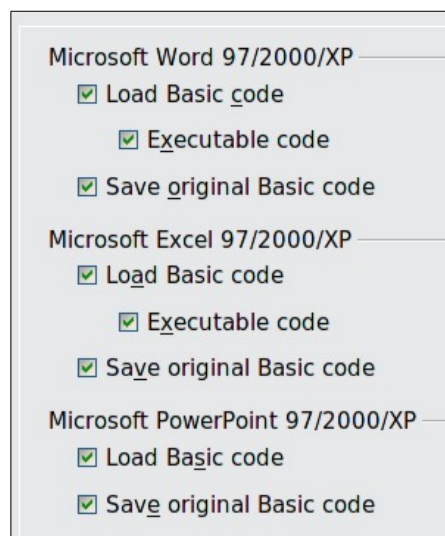 Microsoft Word 97/2000/XP
Load Basic code
Executable code
Save original Basic code
Microsoft Excel 97/2000/XP
Load Basic code
Executable code
Save original Basic code
Microsoft PowerPoint 97/2000/XP
Load Basic code
Save original Basic code